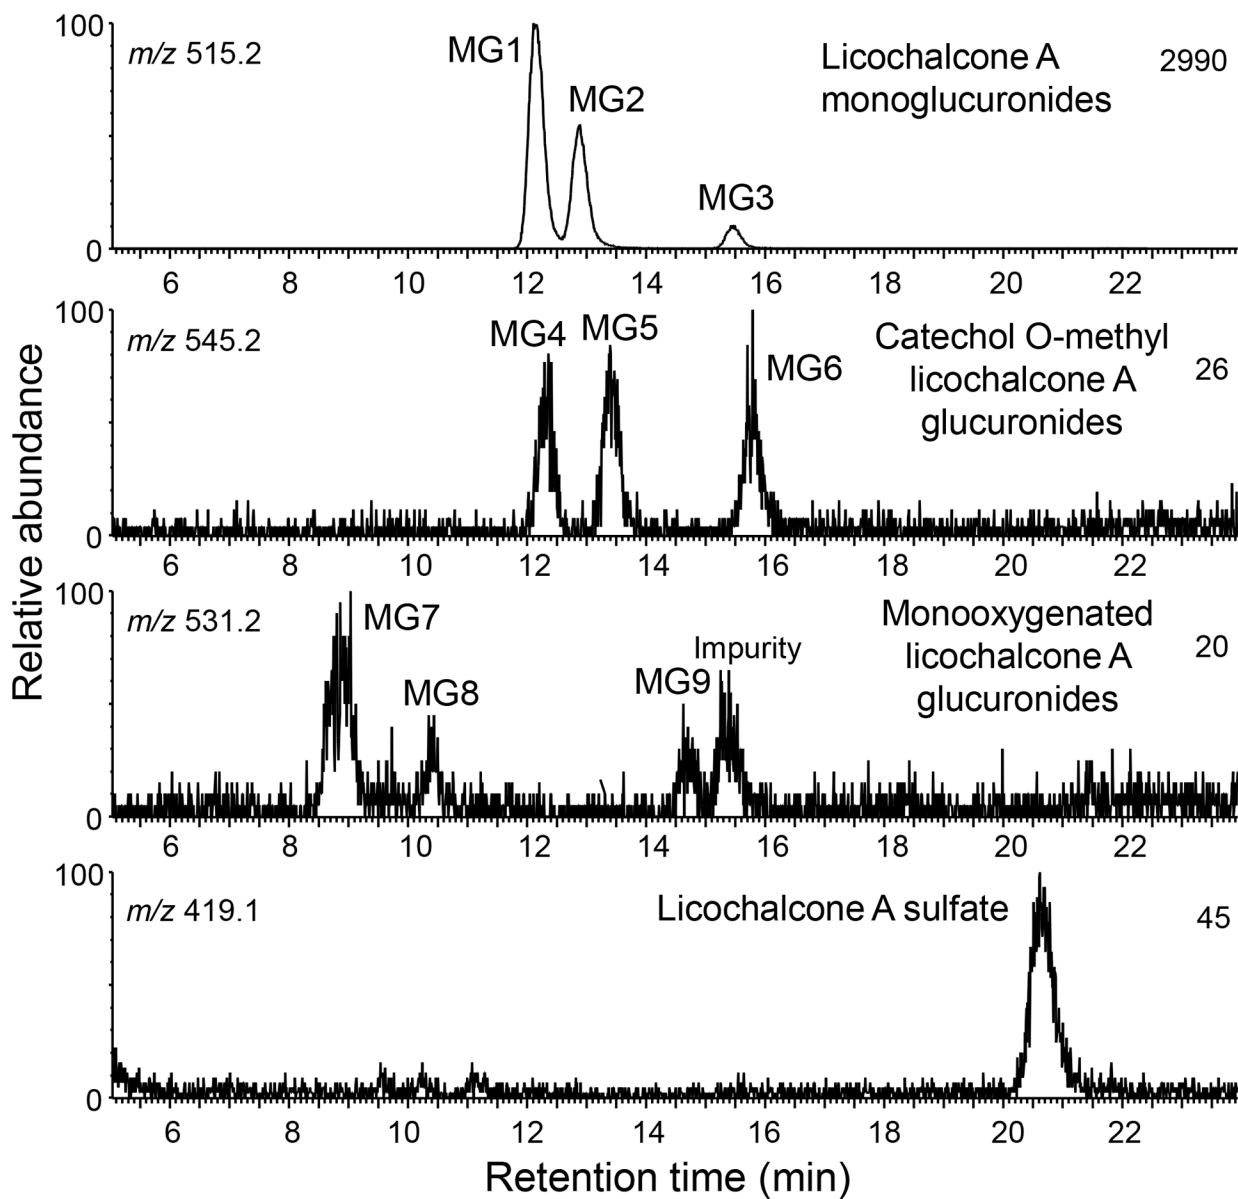 Relative abundance
100
m/z 515.2
MG1
MG2
MG3
Licochalcone A
monoglucuronides
2990
0
6 8 10 12 14 16 18 20 22
100
m/z 545.2
MG4
MG5
MG6
Catechol O-methyl
licochalcone A
glucuronides
26
0
6 8 10 12 14 16 18 20 22
100
m/z 531.2
MG7
MG8
MG9
Impurity
Monooxygenated
licochalcone A
glucuronides
20
0
6 8 10 12 14 16 18 20 22
100
m/z 419.1
Licochalcone A sulfate
45
0
6 8 10 12 14 16 18 20 22
Retention time (min)